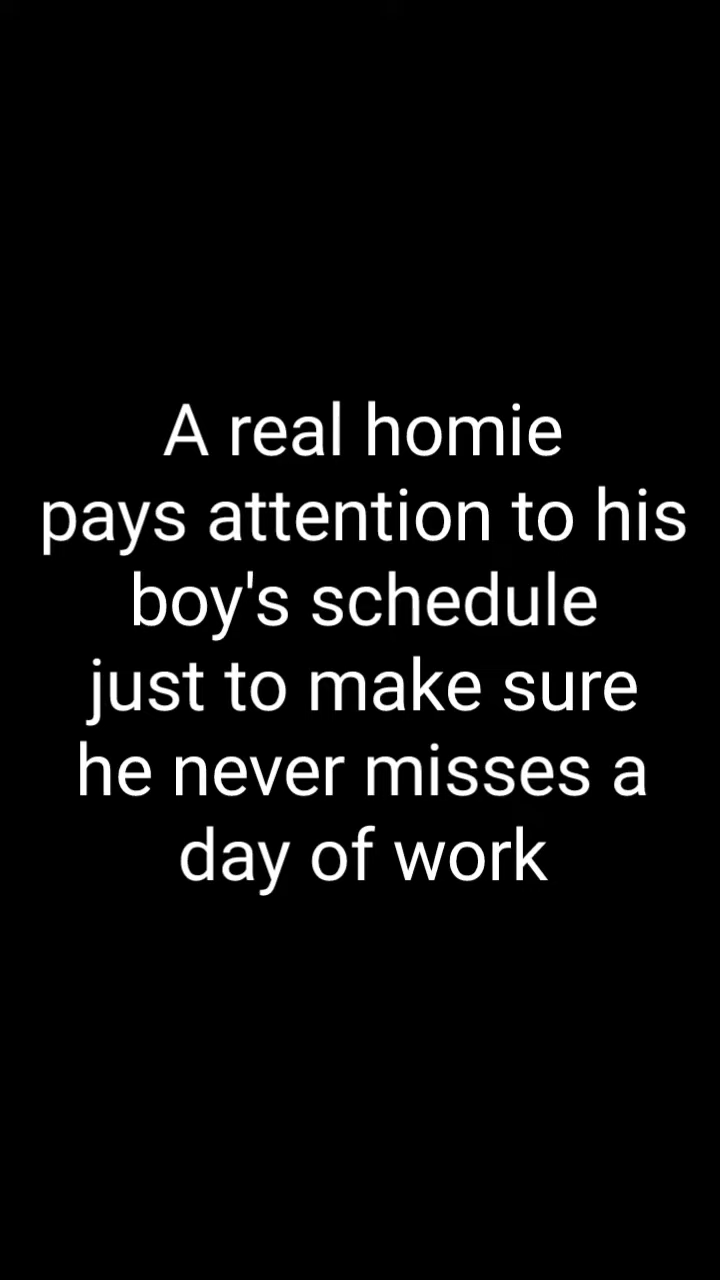 A real homie
pays attention to his
boy's schedule
just to make sure
he never misses a
day of work